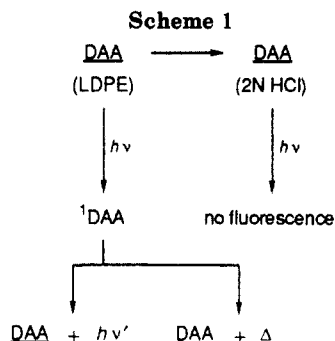 Scheme 1
DAA DAA
(LDPE) (2N HCl)
hν hν
¹DAA no fluorescence
DAA + hν' DAA + Δ